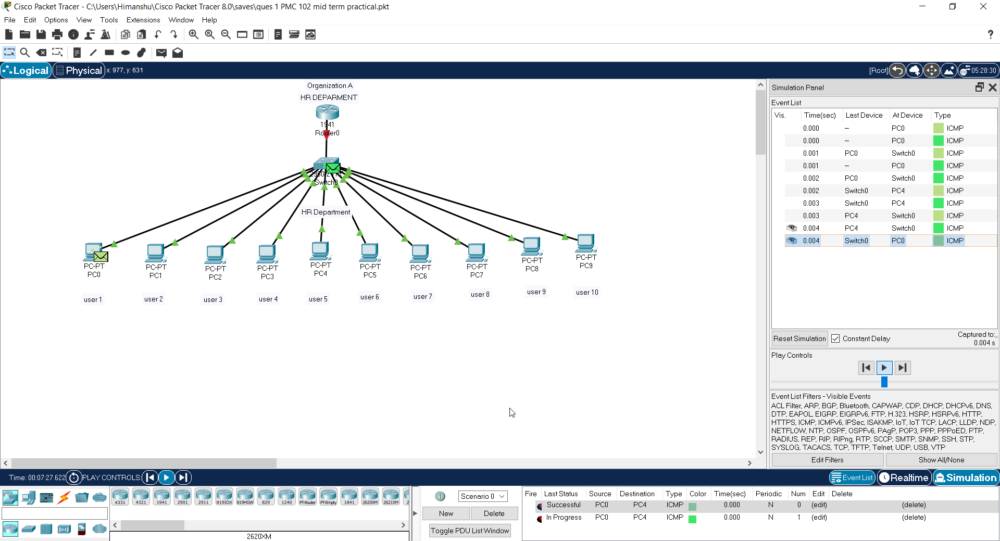 Cisco Packet Tracer - C:\Users\Himanshu\Cisco Packet Tracer 8.0\saves\ques 1 PMC 102 mid term practical.pkt
File Edit Options View Tools Extensions Window Help
?
Logical Physical x: 977, y: 631
[Root] 05:28:30
Organization A
HR DEPARMENT
1941
Router0
Switch0
HR Department
PC-PT
PC0
PC-PT
PC1
PC-PT
PC2
PC-PT
PC3
PC-PT
PC4
PC-PT
PC5
PC-PT
PC6
PC-PT
PC7
PC-PT
PC8
PC-PT
PC9
user 1
user 2
user 3
user 4
user 5
user 6
user 7
user 8
user 9
user 10
Simulation Panel
Event List
Vis. Time(sec) Last Device At Device Type
0.000 -- PC0 ICMP
0.000 -- PC0 ICMP
0.001 PC0 Switch0 ICMP
0.001 -- PC0 ICMP
0.002 PC0 Switch0 ICMP
0.002 Switch0 PC4 ICMP
0.003 Switch0 PC4 ICMP
0.003 PC4 Switch0 ICMP
0.004 PC4 Switch0 ICMP
0.004 Switch0 PC0 ICMP
Reset Simulation Constant Delay
Captured to:
0.004 s
Play Controls
Event List Filters - Visible Events
ACL Filter, ARP, BGP, Bluetooth, CAPWAP, CDP, DHCP, DHCPv6, DNS,
DTP, EAPOL, EIGRP, EIGRPv6, FTP, H.323, HSRP, HSRPv6, HTTP,
HTTPS, ICMP, ICMPv6, IPSec, ISAKMP, IoT, IoT TCP, LACP, LLDP, NDP,
NETFLOW, NTP, OSPF, OSPFv6, PAgP, POP3, PPP, PPPoED, PTP,
RADIUS, REP, RIP, RIPng, RTP, SCCP, SMTP, SNMP, SSH, STP,
SYSLOG, TACACS, TCP, TFTP, Telnet, UDP, USB, VTP
Edit Filters Show All/None
Time: 00:07:27.622 PLAY CONTROLS:
Event List Realtime Simulation
4331 4321 1941 2901 2911 819IOX 819HGW 829 1240 PT-Router PT-Empty 1841 2620XM 2621XM 2
2620XM
1 Scenario 0
New Delete
Toggle PDU List Window
Fire Last Status Source Destination Type Color Time(sec) Periodic Num Edit Delete
Successful PC0 PC4 ICMP 0.000 N 0 (edit) (delete)
In Progress PC0 PC4 ICMP 0.000 N 1 (edit) (delete)